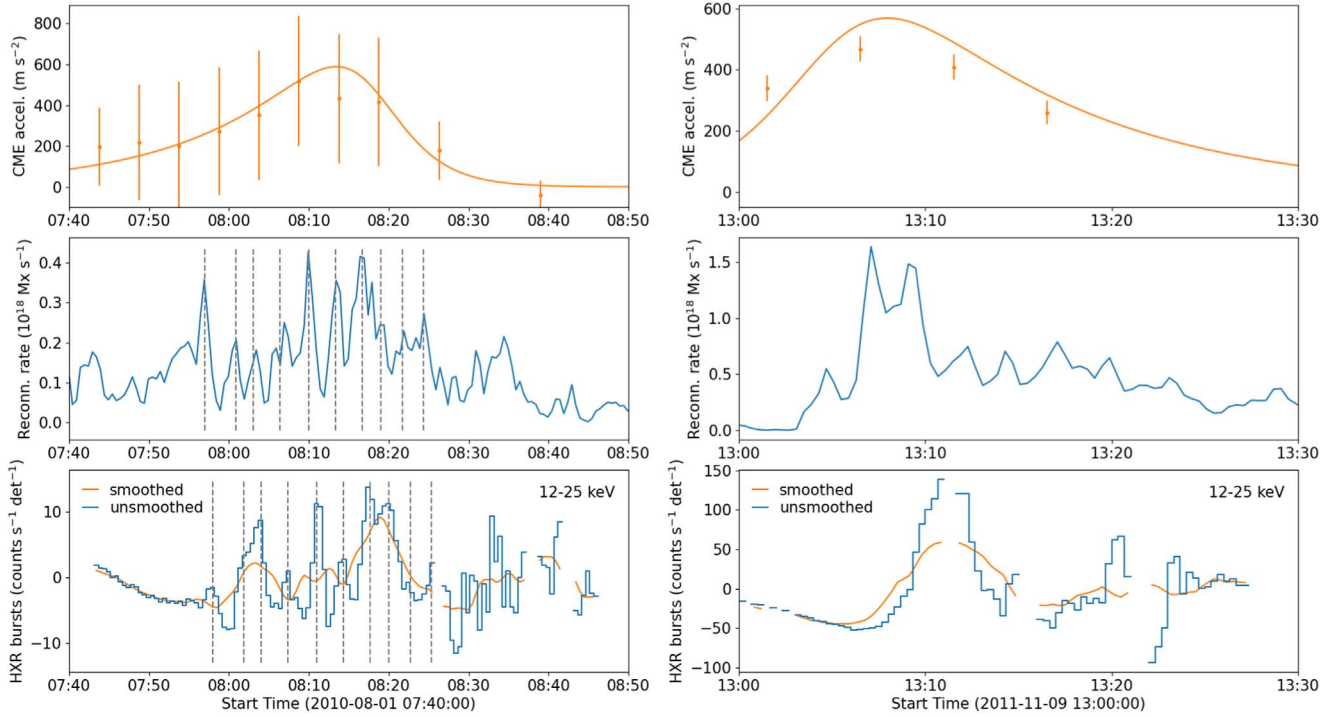 800
600
400
200
0
CME accel. (m s⁻²)
07:40 07:50 08:00 08:10 08:20 08:30 08:40 08:50
600
400
200
0
CME accel. (m s⁻²)
13:00 13:10 13:20 13:30
0.4
0.3
0.2
0.1
0.0
Reconn. rate (10¹⁸ Mx s⁻¹)
07:40 07:50 08:00 08:10 08:20 08:30 08:40 08:50
1.5
1.0
0.5
0.0
Reconn. rate (10¹⁸ Mx s⁻¹)
13:00 13:10 13:20 13:30
smoothed
unsmoothed
12-25 keV
10
0
−10
HXR bursts (counts s⁻¹ det⁻¹)
07:40 07:50 08:00 08:10 08:20 08:30 08:40 08:50
Start Time (2010-08-01 07:40:00)
smoothed
unsmoothed
12-25 keV
150
100
50
0
−50
−100
HXR bursts (counts s⁻¹ det⁻¹)
13:00 13:10 13:20 13:30
Start Time (2011-11-09 13:00:00)